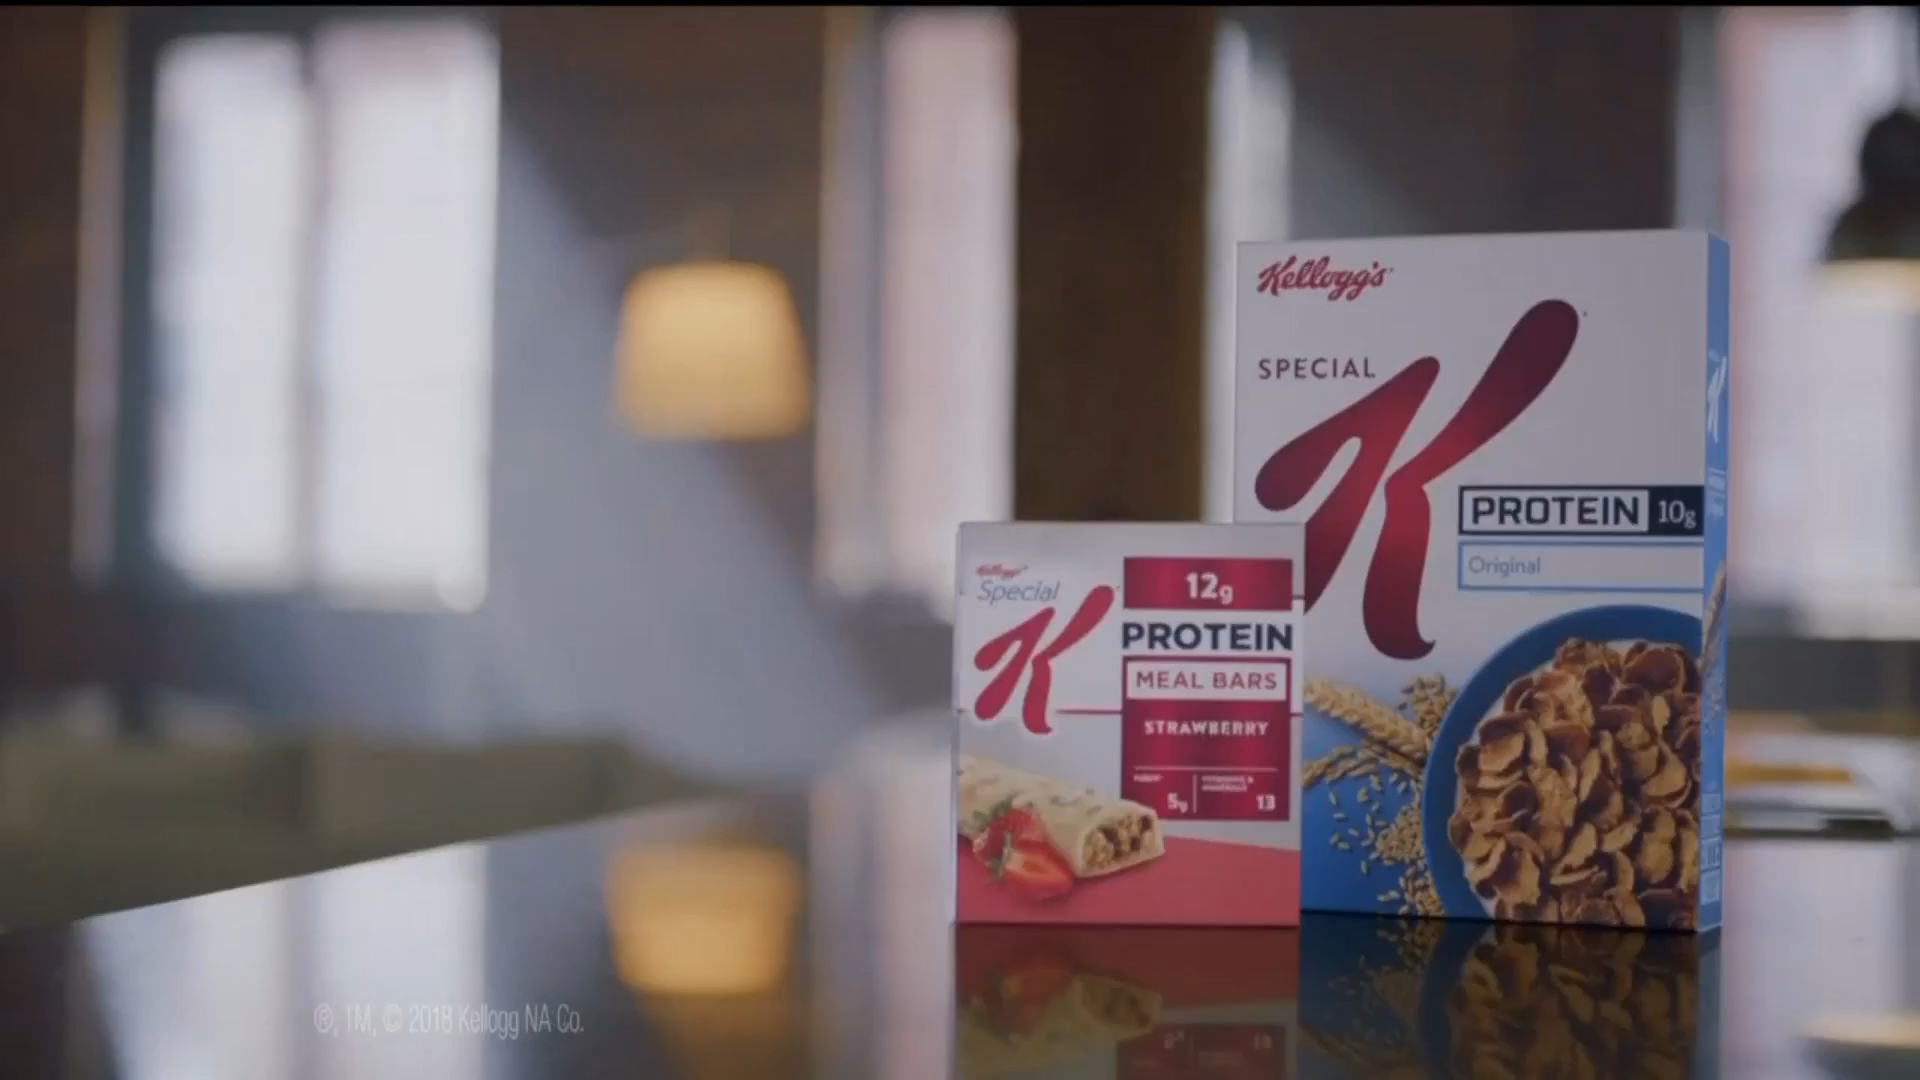 Kellogg's
SPECIAL
K
PROTEIN 10g
Original
Kellogg's
Special
K
12g
PROTEIN
MEAL BARS
STRAWBERRY
5g
13
®, TM, © 2018 Kellogg NA Co.